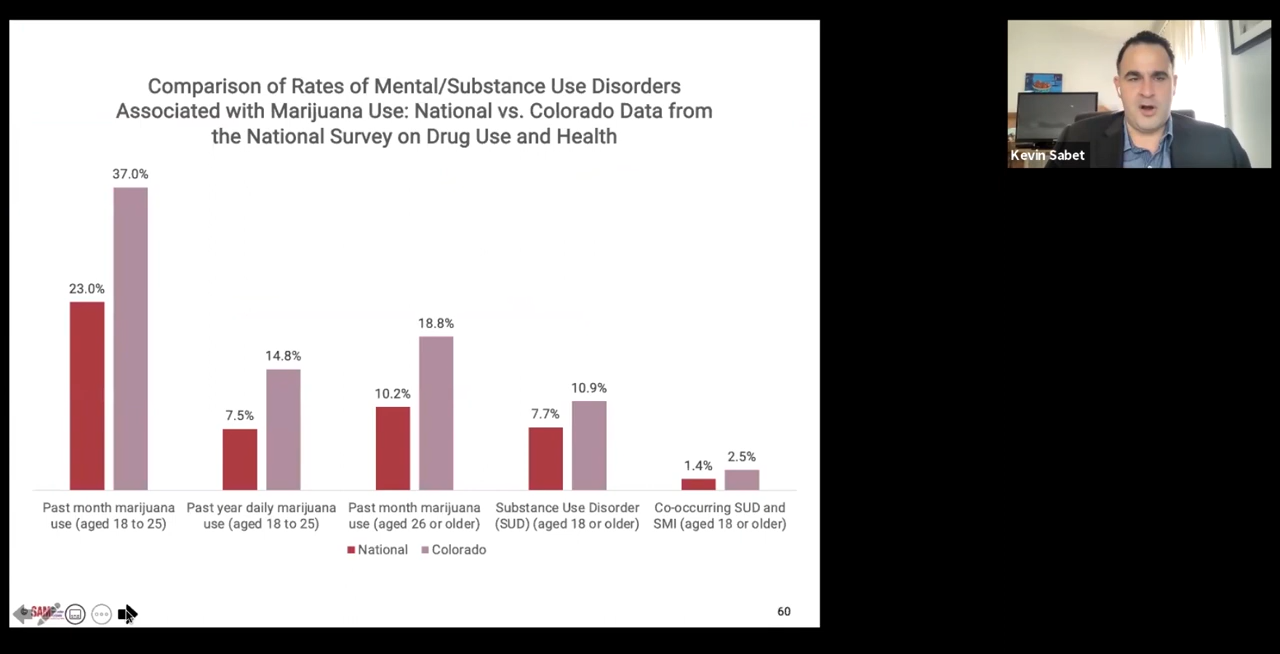 Comparison of Rates of Mental/Substance Use Disorders
Associated with Marijuana Use: National vs. Colorado Data from
the National Survey on Drug Use and Health
37.0%
23.0%
18.8%
14.8%
10.2%
10.9%
7.5%
7.7%
1.4%
2.5%
Past month marijuana
use (aged 18 to 25)
Past year daily marijuana
use (aged 18 to 25)
Past month marijuana
use (aged 26 or older)
Substance Use Disorder
(SUD) (aged 18 or older)
Co-occurring SUD and
SMI (aged 18 or older)
National
Colorado
SAM
60
Kevin Sabet